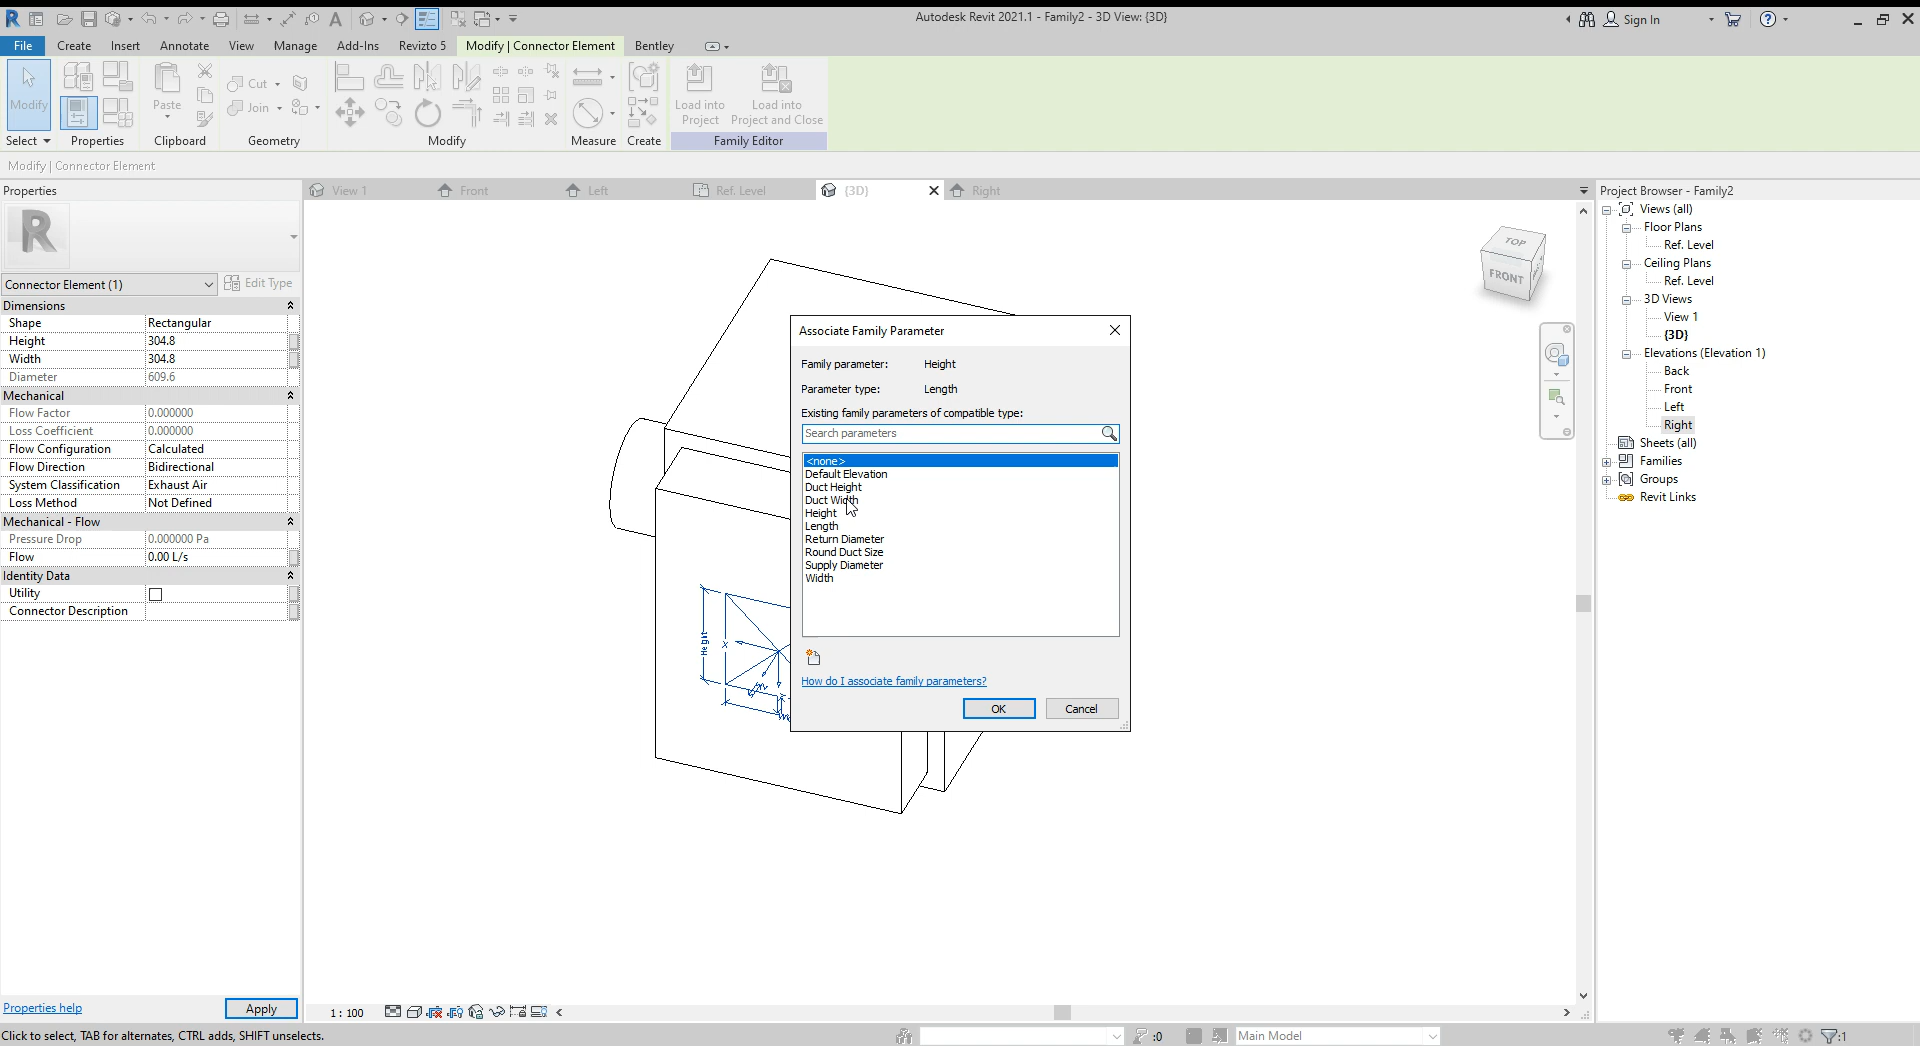 Autodesk Revit 2021.1 - Family2 - 3D View: {3D}
Sign In
File Create Insert Annotate View Manage Add-Ins Revizto 5 Modify | Connector Element Bentley
Modify
Paste
Cut
Join
Load into Project
Load into Project and Close
Select Properties Clipboard Geometry Modify Measure Create Family Editor
Modify | Connector Element
Properties
View 1
Front
Left
Ref. Level
{3D}
Right
Project Browser - Family2
Connector Element (1)
Edit Type
Dimensions
Shape Rectangular
Height 304.8
Width 304.8
Diameter 609.6
Mechanical
Flow Factor 0.000000
Loss Coefficient 0.000000
Flow Configuration Calculated
Flow Direction Bidirectional
System Classification Exhaust Air
Loss Method Not Defined
Mechanical - Flow
Pressure Drop 0.000000 Pa
Flow 0.00 L/s
Identity Data
Utility
Connector Description
Properties help
Apply
TOP
FRONT
Height
X
Associate Family Parameter
Family parameter: Height
Parameter type: Length
Existing family parameters of compatible type:
Search parameters
<none>
Default Elevation
Duct Height
Duct Width
Height
Length
Return Diameter
Round Duct Size
Supply Diameter
Width
How do I associate family parameters?
OK
Cancel
Views (all)
Floor Plans
Ref. Level
Ceiling Plans
Ref. Level
3D Views
View 1
{3D}
Elevations (Elevation 1)
Back
Front
Left
Right
Sheets (all)
Families
Groups
Revit Links
1 : 100
Click to select, TAB for alternates, CTRL adds, SHIFT unselects.
:0
Main Model
:1